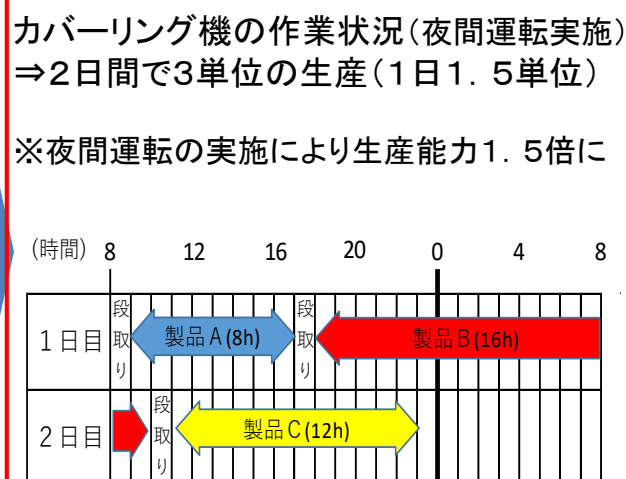 カバーリング機の作業状況（夜間運転実施）
⇒２日間で３単位の生産（１日１．５単位）
※夜間運転の実施により生産能力１．５倍に
（時間） 8 12 16 20 0 4 8
１日目 段取り 製品Ａ(8h) 段取り 製品Ｂ(16h)
２日目 段取り 製品Ｃ(12h)